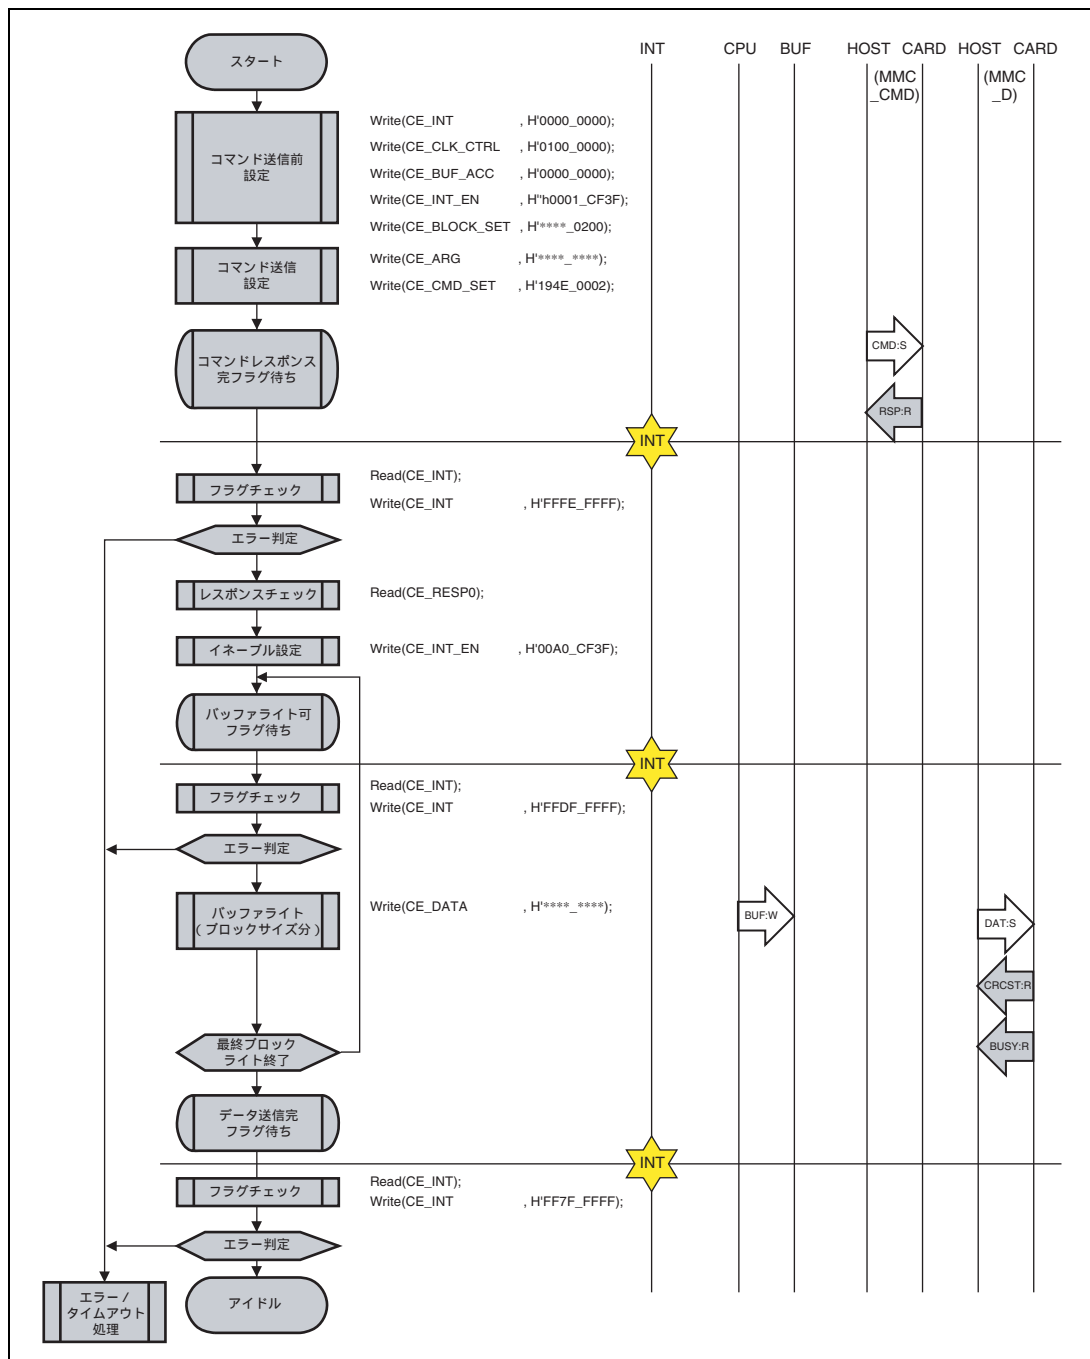 スタート
INT CPU BUF HOST CARD HOST CARD
(MMC
_CMD)
(MMC
_D)
コマンド送信前
設定
Write(CE_INT , H'0000_0000);
Write(CE_CLK_CTRL , H'0100_0000);
Write(CE_BUF_ACC , H'0000_0000);
Write(CE_INT_EN , H"h0001_CF3F);
Write(CE_BLOCK_SET , H'****_0200);
コマンド送信
設定
Write(CE_ARG , H'****_****);
Write(CE_CMD_SET , H'194E_0002);
コマンドレスポンス
完フラグ待ち
CMD:S
RSP:R
INT
フラグチェック
Read(CE_INT);
Write(CE_INT , H'FFFE_FFFF);
エラー判定
レスポンスチェック
Read(CE_RESP0);
イネーブル設定
Write(CE_INT_EN , H'00A0_CF3F);
バッファライト可
フラグ待ち
INT
フラグチェック
Read(CE_INT);
Write(CE_INT , H'FFDF_FFFF);
エラー判定
バッファライト
(ブロックサイズ分)
Write(CE_DATA , H'****_****);
BUF:W
DAT:S
CRCST:R
BUSY:R
最終ブロック
ライト終了
データ送信完
フラグ待ち
INT
フラグチェック
Read(CE_INT);
Write(CE_INT , H'FF7F_FFFF);
エラー判定
エラー /
タイムアウト
処理
アイドル